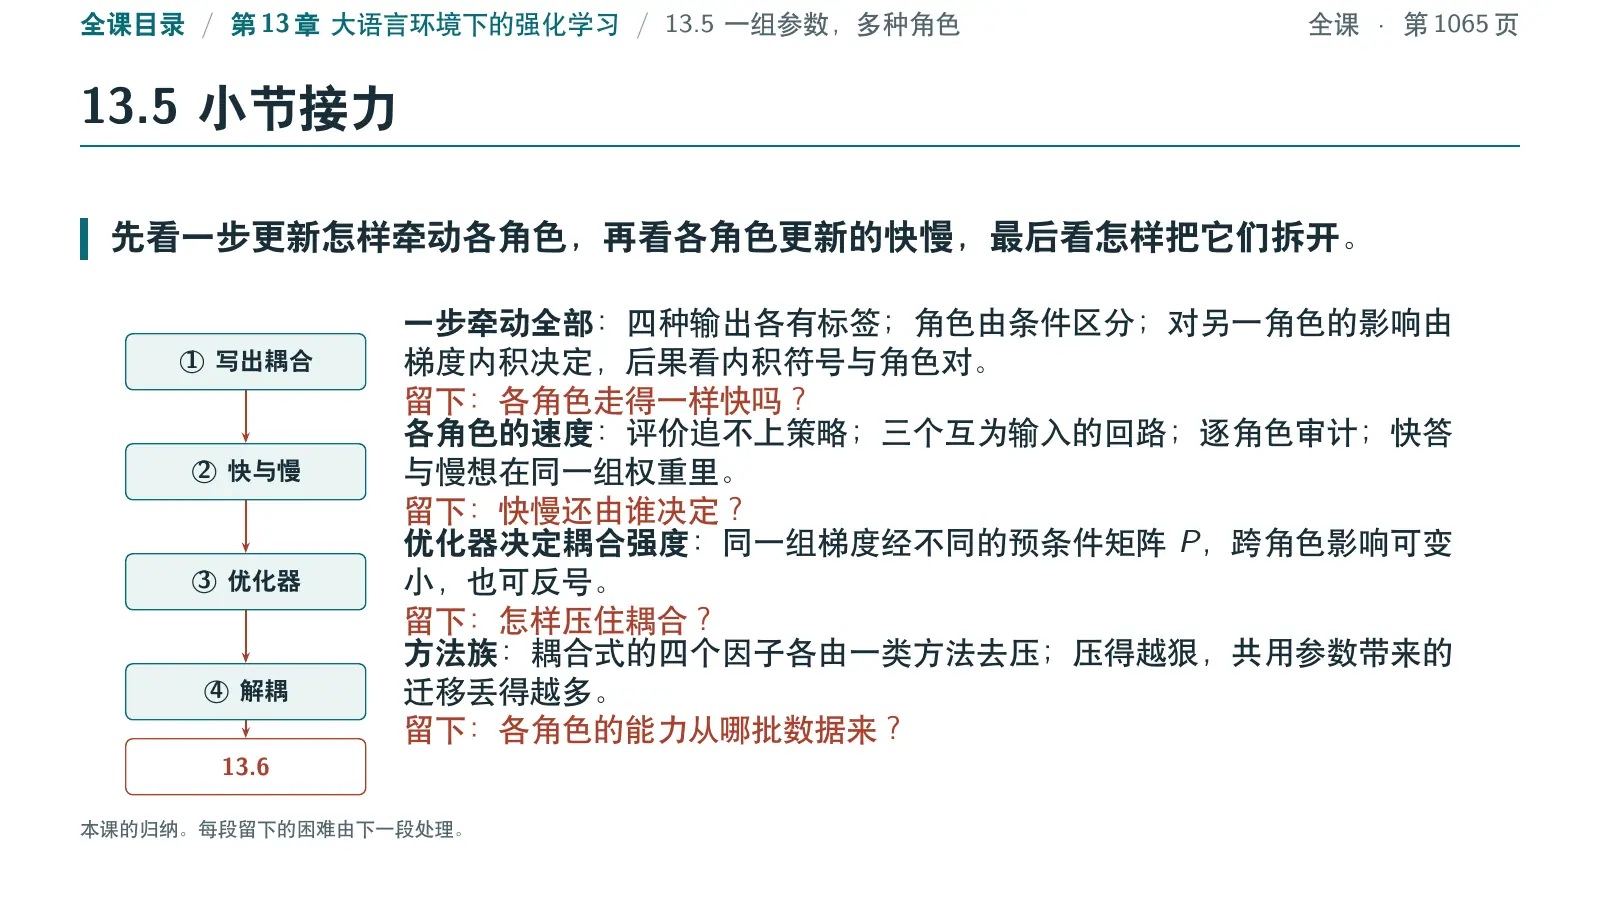 全课目录 / 第 13 章 大语言环境下的强化学习 / 13.5 一组参数，多种角色
全课 · 第 1065 页
13.5 小节接力
先看一步更新怎样牵动各角色，再看各角色更新的快慢，最后看怎样把它们拆开。
① 写出耦合
② 快与慢
③ 优化器
④ 解耦
13.6
一步牵动全部：四种输出各有标签；角色由条件区分；对另一角色的影响由
梯度内积决定，后果看内积符号与角色对。
留下：各角色走得一样快吗？
各角色的速度：评价追不上策略；三个互为输入的回路；逐角色审计；快答
与慢想在同一组权重里。
留下：快慢还由谁决定？
优化器决定耦合强度：同一组梯度经不同的预条件矩阵 P，跨角色影响可变
小，也可反号。
留下：怎样压住耦合？
方法族：耦合式的四个因子各由一类方法去压；压得越狠，共用参数带来的
迁移丢得越多。
留下：各角色的能力从哪批数据来？
本课的归纳。每段留下的困难由下一段处理。